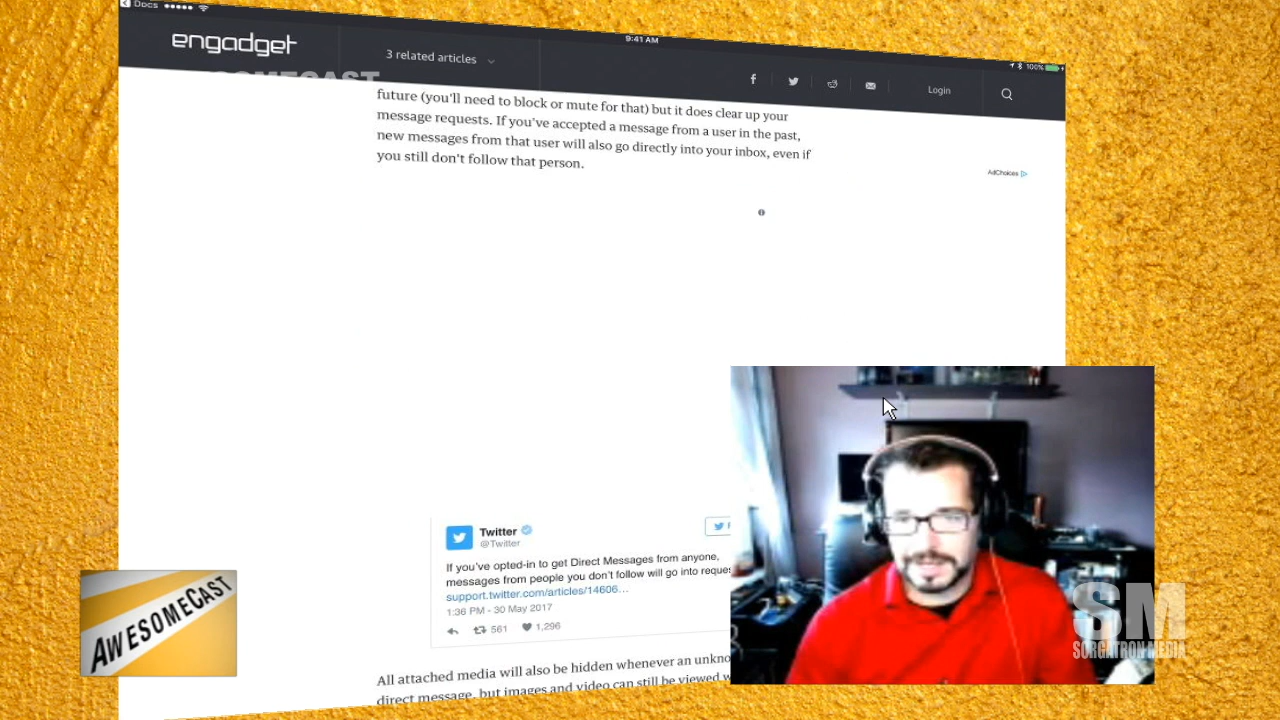 Docs
9:41 AM
100%
engadget
3 related articles
Login
future (you'll need to block or mute for that) but it does clear up your
message requests. If you've accepted a message from a user in the past,
new messages from that user will also go directly into your inbox, even if
you still don't follow that person.
AdChoices
Twitter
@Twitter
If you've opted-in to get Direct Messages from anyone,
messages from people you don't follow will go into
support.twitter.com/articles/14606…
1:36 PM - 30 May 2017
561
1,296
All attached media will also be hidden whenever an
direct message, but images and video can still be viewed
AWESOMECAST
SM
SORGATRON MEDIA